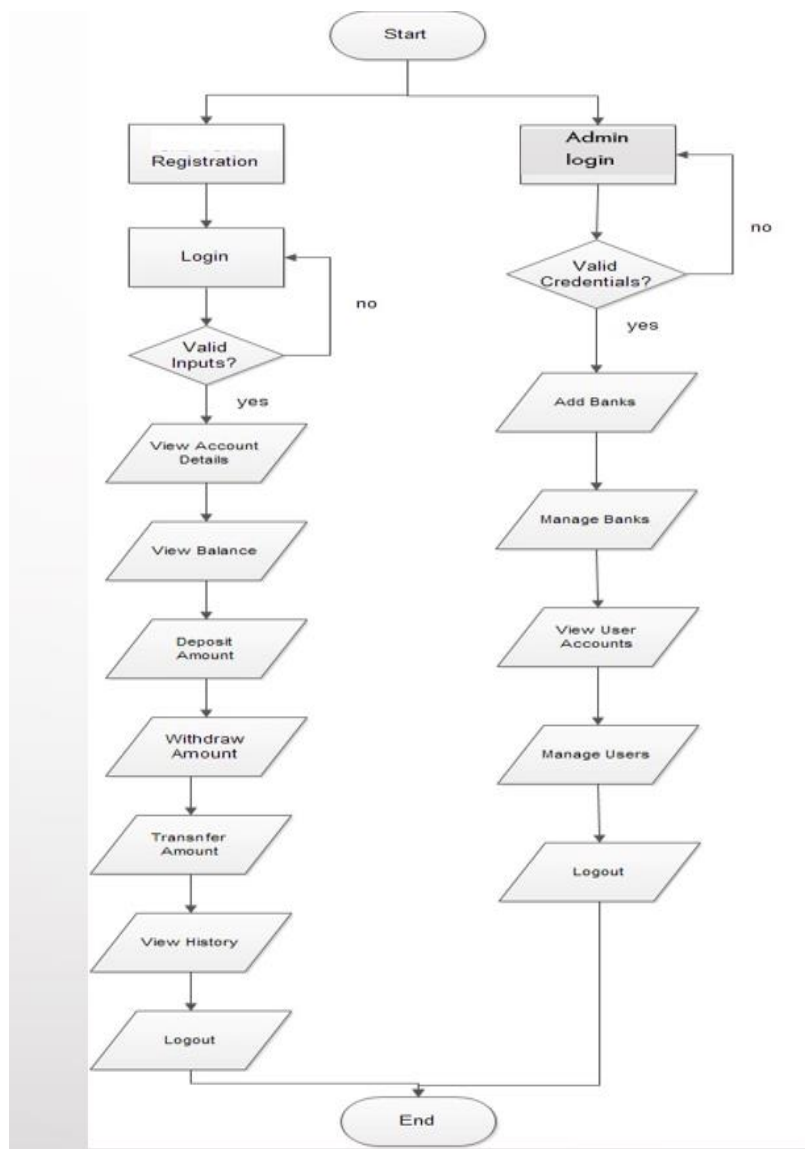 Start
Registration
Login
no
Valid
Inputs?
yes
View Account
Details
View Balance
Deposit
Amount
Withdraw
Amount
Transnfer
Amount
View History
Logout
Admin
login
no
Valid
Credentials?
yes
Add Banks
Manage Banks
View User
Accounts
Manage Users
Logout
End